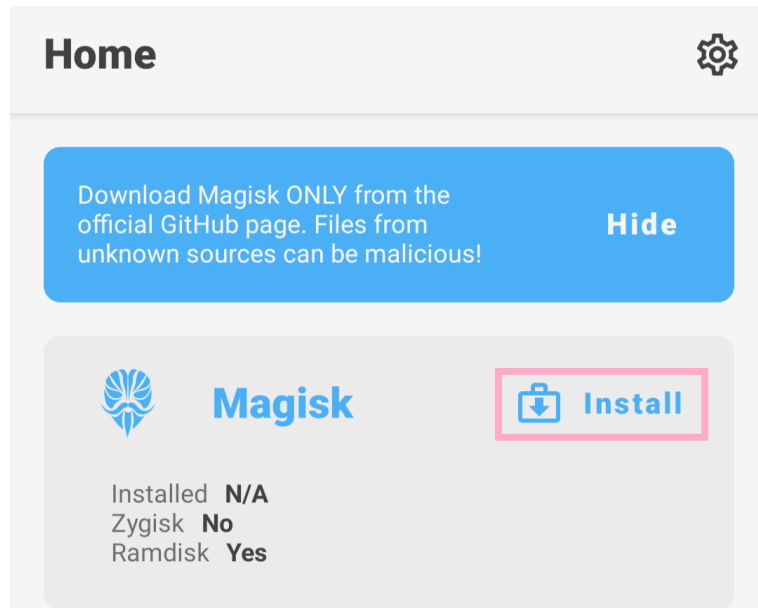 Home
Download Magisk ONLY from the
official GitHub page. Files from
unknown sources can be malicious!
Hide
Magisk
Install
Installed N/A
Zygisk No
Ramdisk Yes